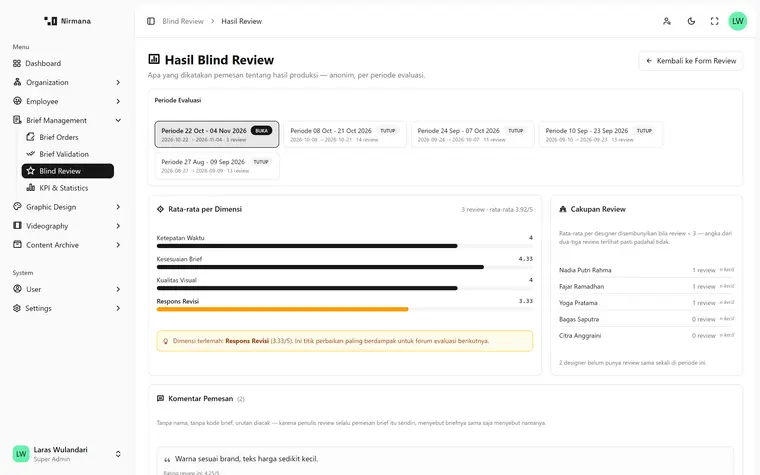 Nirmana
Blind Review > Hasil Review
LW
Menu
Dashboard
Organization
Employee
Brief Management
Brief Orders
Brief Validation
Blind Review
KPI & Statistics
Graphic Design
Videography
Content Archive
System
User
Settings
LW
Laras Wulandari
Super Admin
Hasil Blind Review
Apa yang dikatakan pemesan tentang hasil produksi — anonim, per periode evaluasi.
← Kembali ke Form Review
Periode Evaluasi
Periode 22 Oct - 04 Nov 2026 BUKA
2026-10-22 → 2026-11-04 · 3 review
Periode 08 Oct - 21 Oct 2026 TUTUP
2026-10-08 → 2026-10-21 · 14 review
Periode 24 Sep - 07 Oct 2026 TUTUP
2026-09-24 → 2026-10-07 · 15 review
Periode 10 Sep - 23 Sep 2026 TUTUP
2026-09-10 → 2026-09-23 · 13 review
Periode 27 Aug - 09 Sep 2026 TUTUP
2026-08-27 → 2026-09-09 · 13 review
Rata-rata per Dimensi
3 review · rata-rata 3.92/5
Ketepatan Waktu 4
Kesesuaian Brief 4.33
Kualitas Visual 4
Respons Revisi 3.33
Dimensi terlemah: Respons Revisi (3.33/5). Ini titik perbaikan paling berdampak untuk forum evaluasi berikutnya.
Cakupan Review
Rata-rata per designer disembunyikan bila review < 3 — angka dari
dua-tiga review terlihat pasti padahal tidak.
Nadia Putri Rahma 1 review n kecil
Fajar Ramadhan 1 review n kecil
Yoga Pratama 1 review n kecil
Bagas Saputra 0 review n kecil
Citra Anggraini 0 review n kecil
2 designer belum punya review sama sekali di periode ini.
Komentar Pemesan (2)
Tanpa nama, tanpa kode brief, urutan diacak — karena penulis review selalu pemesan brief itu sendiri, menyebut briefnya sama saja menyebut namanya.
Warna sesuai brand, teks harga sedikit kecil.
Rating review ini: 4.25/5